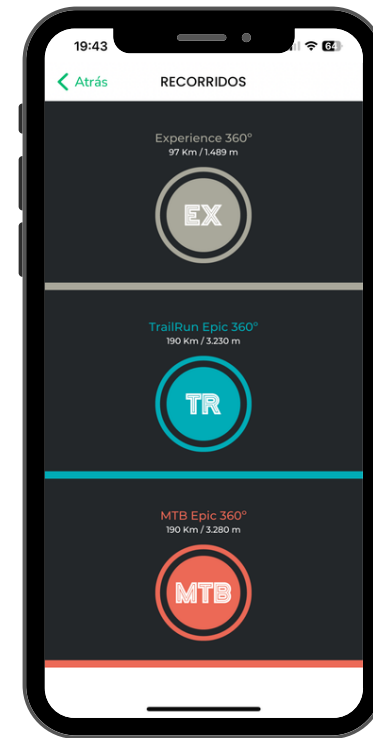 19:43
64
Atrás
RECORRIDOS
Experience 360º
97 Km / 1.489 m
EX
TrailRun Epic 360º
190 Km / 3.230 m
TR
MTB Epic 360º
190 Km / 3.280 m
MTB